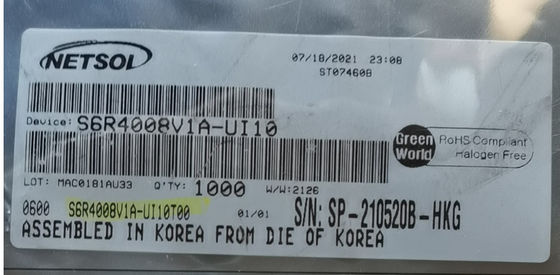 NETSOL
07/18/2021 23:08
ST07460B
Device: S6R4008V1A-UI10
Green World
RoHS Compliant
Halogen Free
LOT: MAC0181AU33 Q'TY: 1000 W/W:2126
0600 S6R4008V1A-UI10T00 01/01 S/N: SP-210520B-HKG
ASSEMBLED IN KOREA FROM DIE OF KOREA